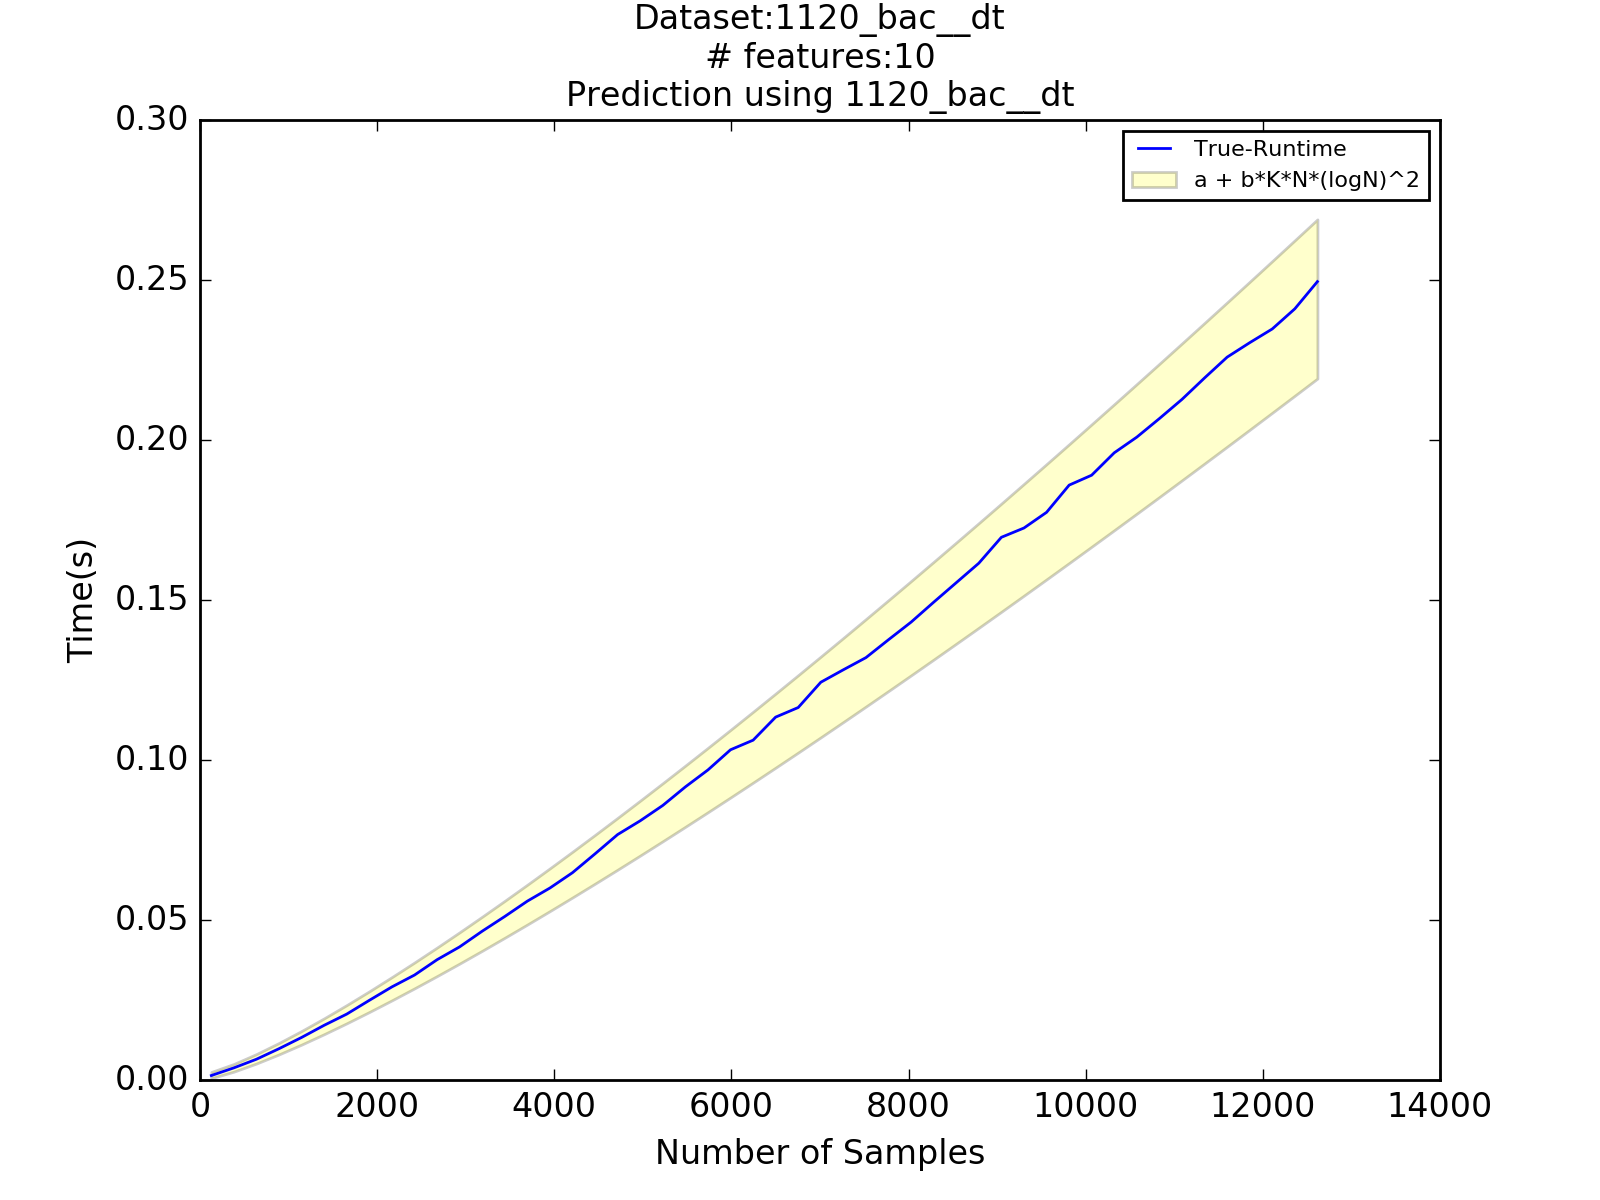 Dataset:1120_bac__dt
# features:10
Prediction using 1120_bac__dt
True-Runtime
a + b*K*N*(logN)^2
0.30
0.25
0.20
0.15
0.10
0.05
0.00
Time(s)
0 2000 4000 6000 8000 10000 12000 14000
Number of Samples